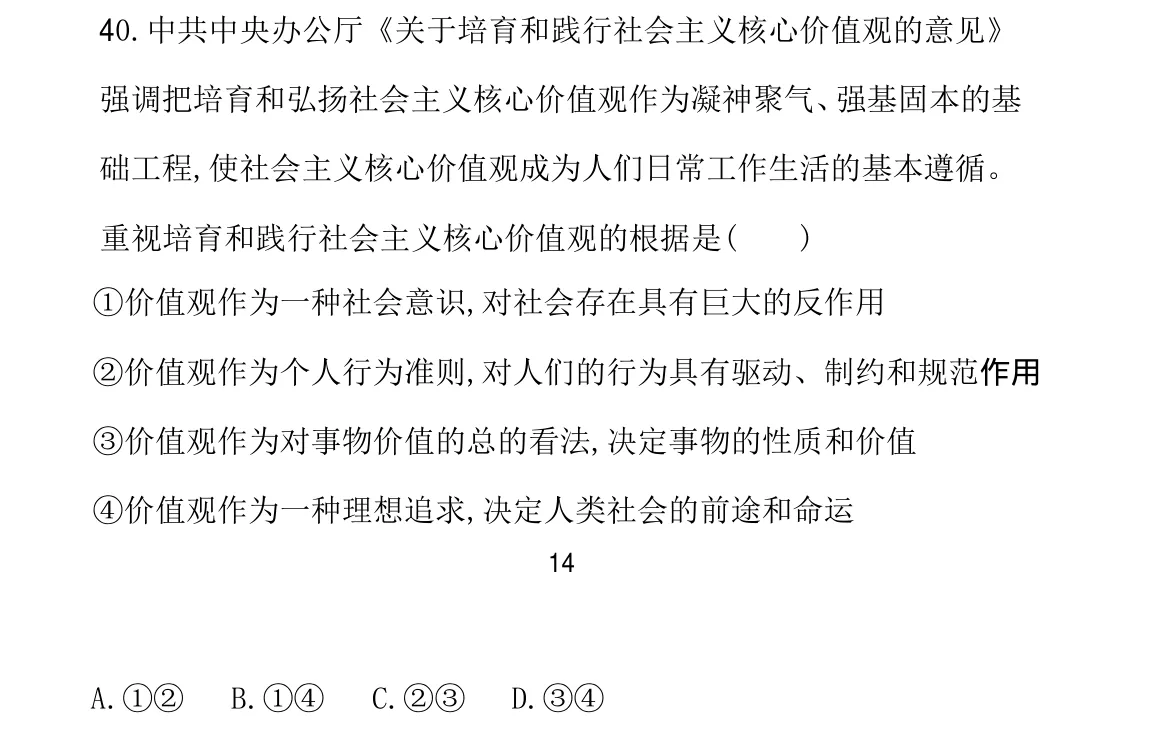 40.中共中央办公厅《关于培育和践行社会主义核心价值观的意见》
强调把培育和弘扬社会主义核心价值观作为凝神聚气、强基固本的基
础工程,使社会主义核心价值观成为人们日常工作生活的基本遵循。
重视培育和践行社会主义核心价值观的根据是(  )
①价值观作为一种社会意识,对社会存在具有巨大的反作用
②价值观作为个人行为准则,对人们的行为具有驱动、制约和规范作用
③价值观作为对事物价值的总的看法,决定事物的性质和价值
④价值观作为一种理想追求,决定人类社会的前途和命运
14
A.①② B.①④ C.②③ D.③④